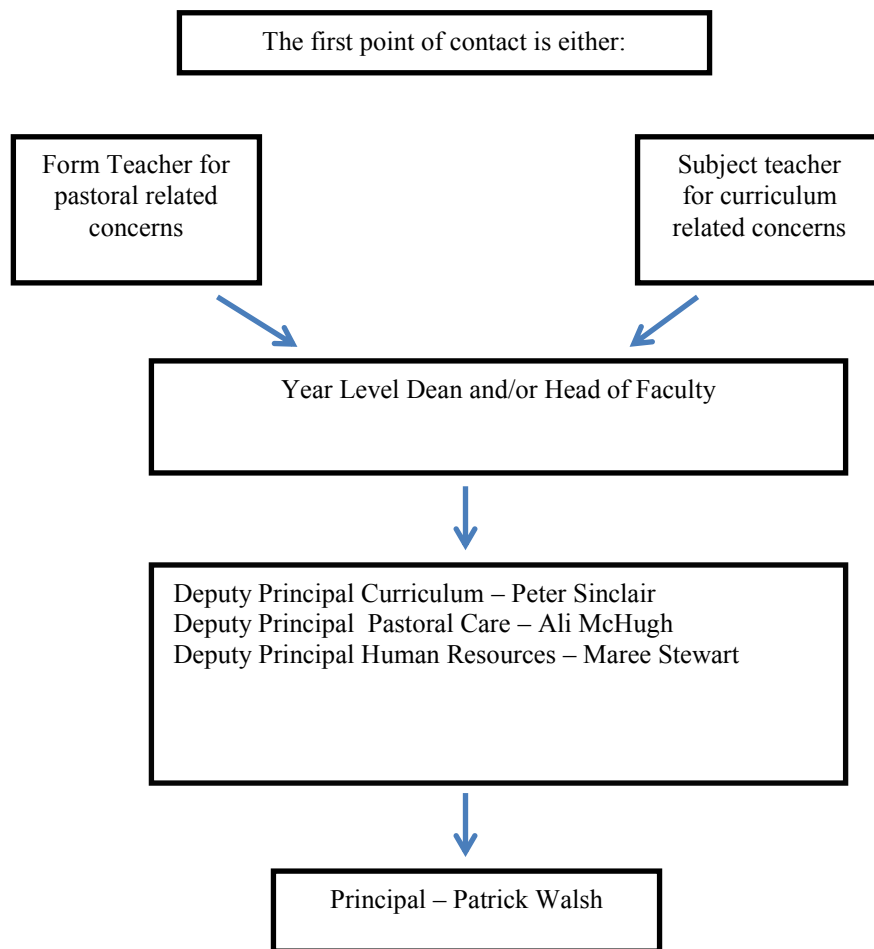 The first point of contact is either:
Form Teacher for
pastoral related
concerns
Subject teacher
for curriculum
related concerns
Year Level Dean and/or Head of Faculty
Deputy Principal Curriculum – Peter Sinclair
Deputy Principal  Pastoral Care – Ali McHugh
Deputy Principal Human Resources – Maree Stewart
Principal – Patrick Walsh